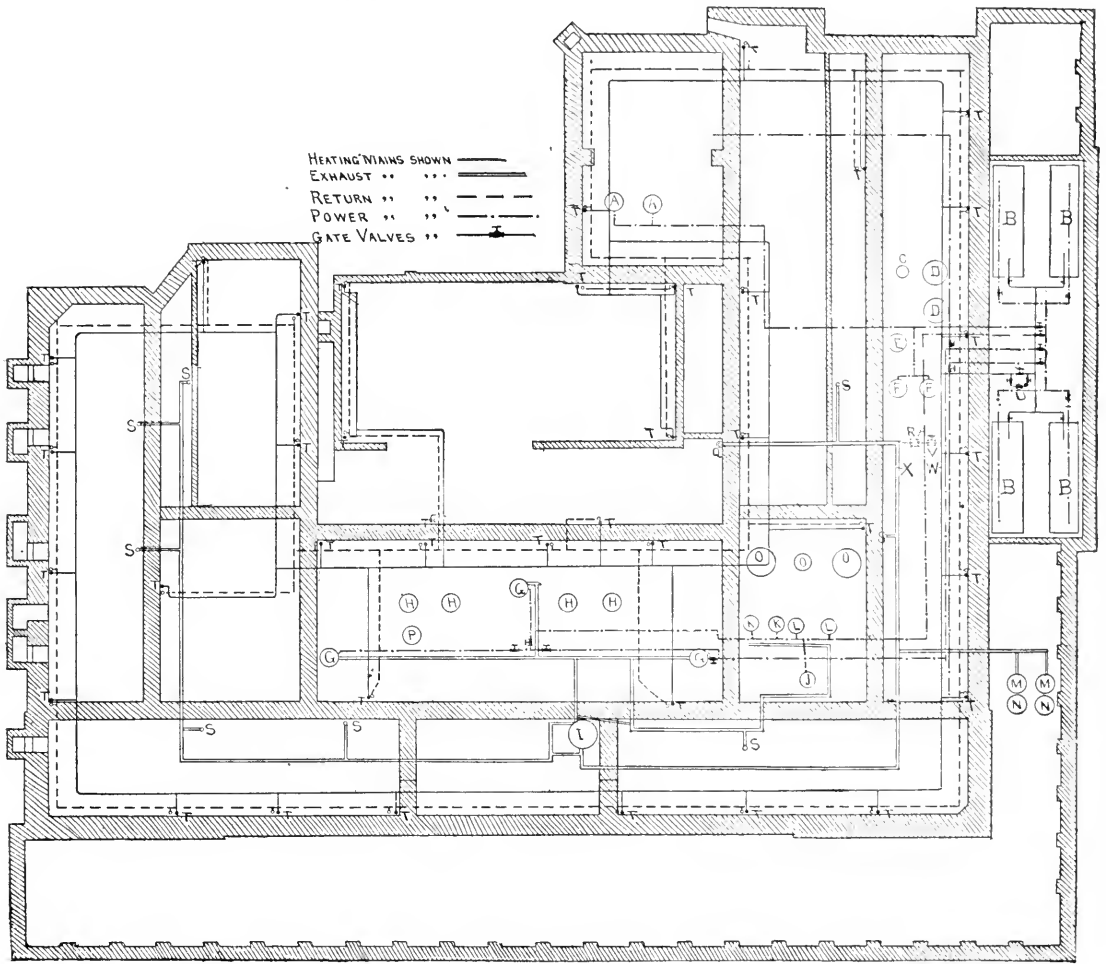 HEATING MAINS SHOWN
EXHAUST " "
RETURN " "
POWER " "
GATE VALVES "
T
T
T
T
A A
T
C D
B B
T
T
D
T T
T T
E T
T
F F
C
S S
T
S
T T
T
R
T
X W
B B
T T T
S
S
T T T T
O O O
T
T
T
H H G H H
P
K K L L
G G
J
M M
N N
T T T T
S S I S
T T T T T T